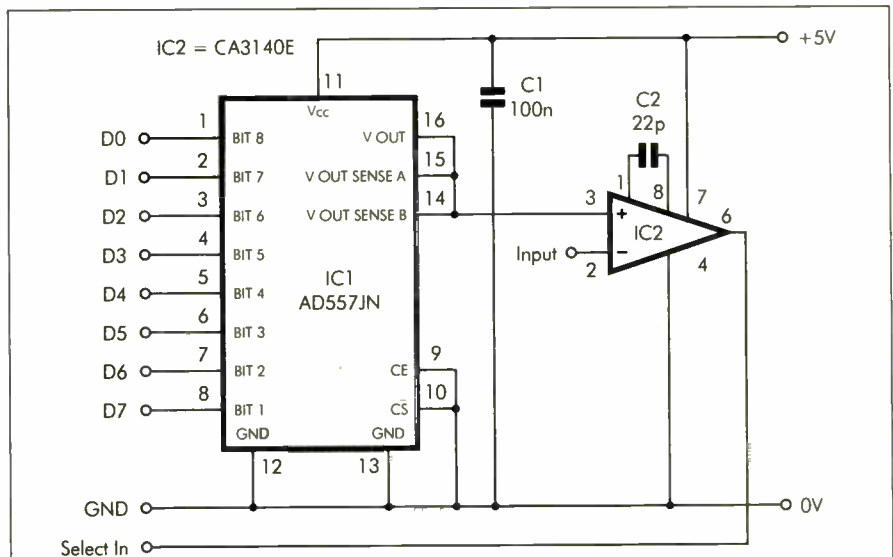 IC2 = CA3140E
+5V
11
Vcc
C1
100n
C2
22p
D0 1 BIT 8
D1 2 BIT 7
D2 3 BIT 6
D3 4 BIT 5
D4 5 BIT 4
D5 6 BIT 3
D6 7 BIT 2
D7 8 BIT 1
V OUT 16
V OUT SENSE A 15
V OUT SENSE B 14
IC1
AD557JN
CE 9
CS 10
GND 12
GND 13
1
8
7
3 +
IC2
6
Input
2 −
4
GND
0V
Select In